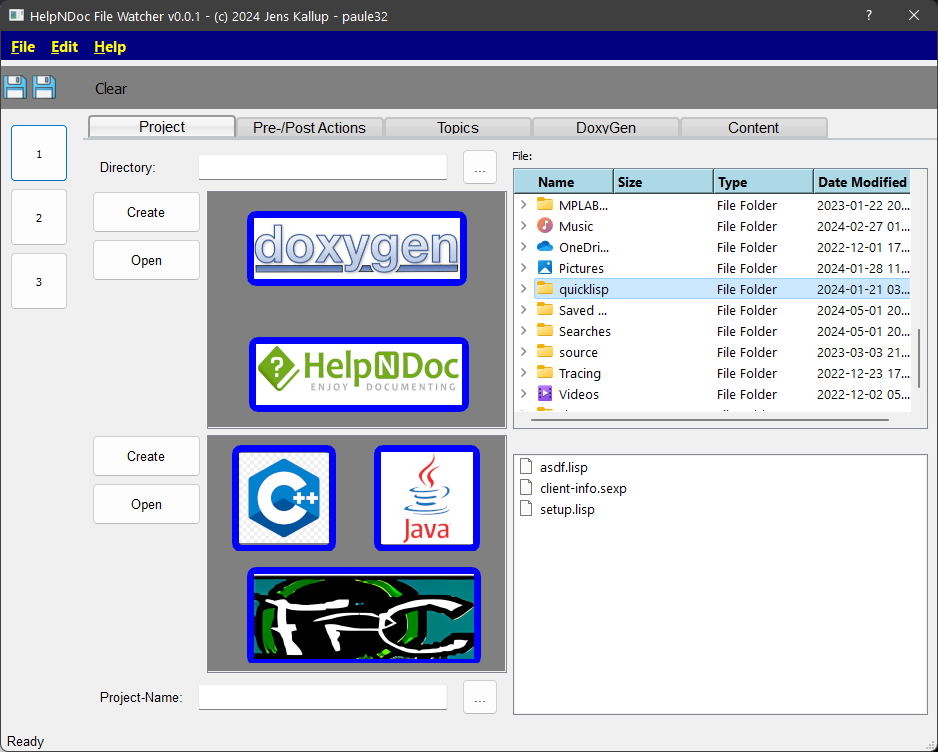 HelpNDoc File Watcher v0.0.1 - (c) 2024 Jens Kallup - paule32
?
File Edit Help
Clear
Project Pre-/Post Actions Topics DoxyGen Content
1
2
3
Directory:
...
Create
Open
doxygen
? HelpNDoc
ENJOY DOCUMENTING
Create
Open
C++
Java
FPC
Project-Name:
...
File:
Name Size Type Date Modified
MPLAB... File Folder 2023-01-22 20...
Music File Folder 2024-02-27 01...
OneDri... File Folder 2022-12-01 17...
Pictures File Folder 2024-01-28 11...
quicklisp File Folder 2024-01-21 03...
Saved ... File Folder 2024-05-01 20...
Searches File Folder 2024-05-01 20...
source File Folder 2023-03-03 21...
Tracing File Folder 2022-12-23 17...
Videos File Folder 2022-12-02 05...
asdf.lisp
client-info.sexp
setup.lisp
Ready